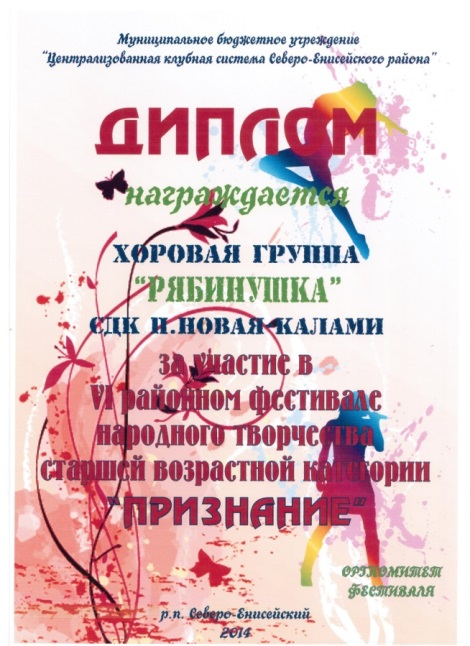 Муниципальное бюджетное учреждение
"Централизованная клубная система Северо-Енисейского района"
ДИПЛОМ
награждается
ХОРОВАЯ ГРУППА
"РЯБИНУШКА"
СДК П.НОВАЯ КАЛАМИ
за участие в
VI районном фестивале
народного творчества
старшей возрастной категории
"ПРИЗНАНИЕ"
ОРГКОМИТЕТ
ФЕСТИВАЛЯ
р.п. Северо-Енисейский
2014